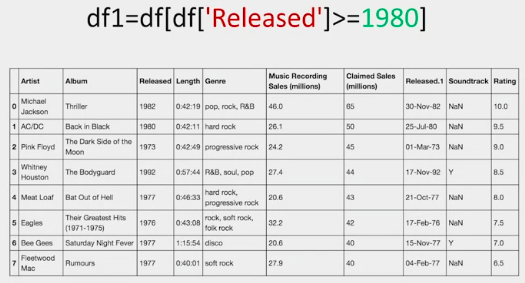 df1=df[df['Released']>=1980]
Artist Album Released Length Genre Music Recording Sales (millions) Claimed Sales (millions) Released.1 Soundtrack Rating
0 Michael Jackson Thriller 1982 0:42:19 pop, rock, R&B 46.0 65 30-Nov-82 NaN 10.0
1 AC/DC Back in Black 1980 0:42:11 hard rock 26.1 50 25-Jul-80 NaN 9.5
2 Pink Floyd The Dark Side of the Moon 1973 0:42:49 progressive rock 24.2 45 01-Mar-73 NaN 9.0
3 Whitney Houston The Bodyguard 1992 0:57:44 R&B, soul, pop 27.4 44 17-Nov-92 Y 8.5
4 Meat Loaf Bat Out of Hell 1977 0:46:33 hard rock, progressive rock 20.6 43 21-Oct-77 NaN 8.0
5 Eagles Their Greatest Hits (1971-1975) 1976 0:43:08 rock, soft rock, folk rock 32.2 42 17-Feb-76 NaN 7.5
6 Bee Gees Saturday Night Fever 1977 1:15:54 disco 20.6 40 15-Nov-77 Y 7.0
7 Fleetwood Mac Rumours 1977 0:40:01 soft rock 27.9 40 04-Feb-77 NaN 6.5